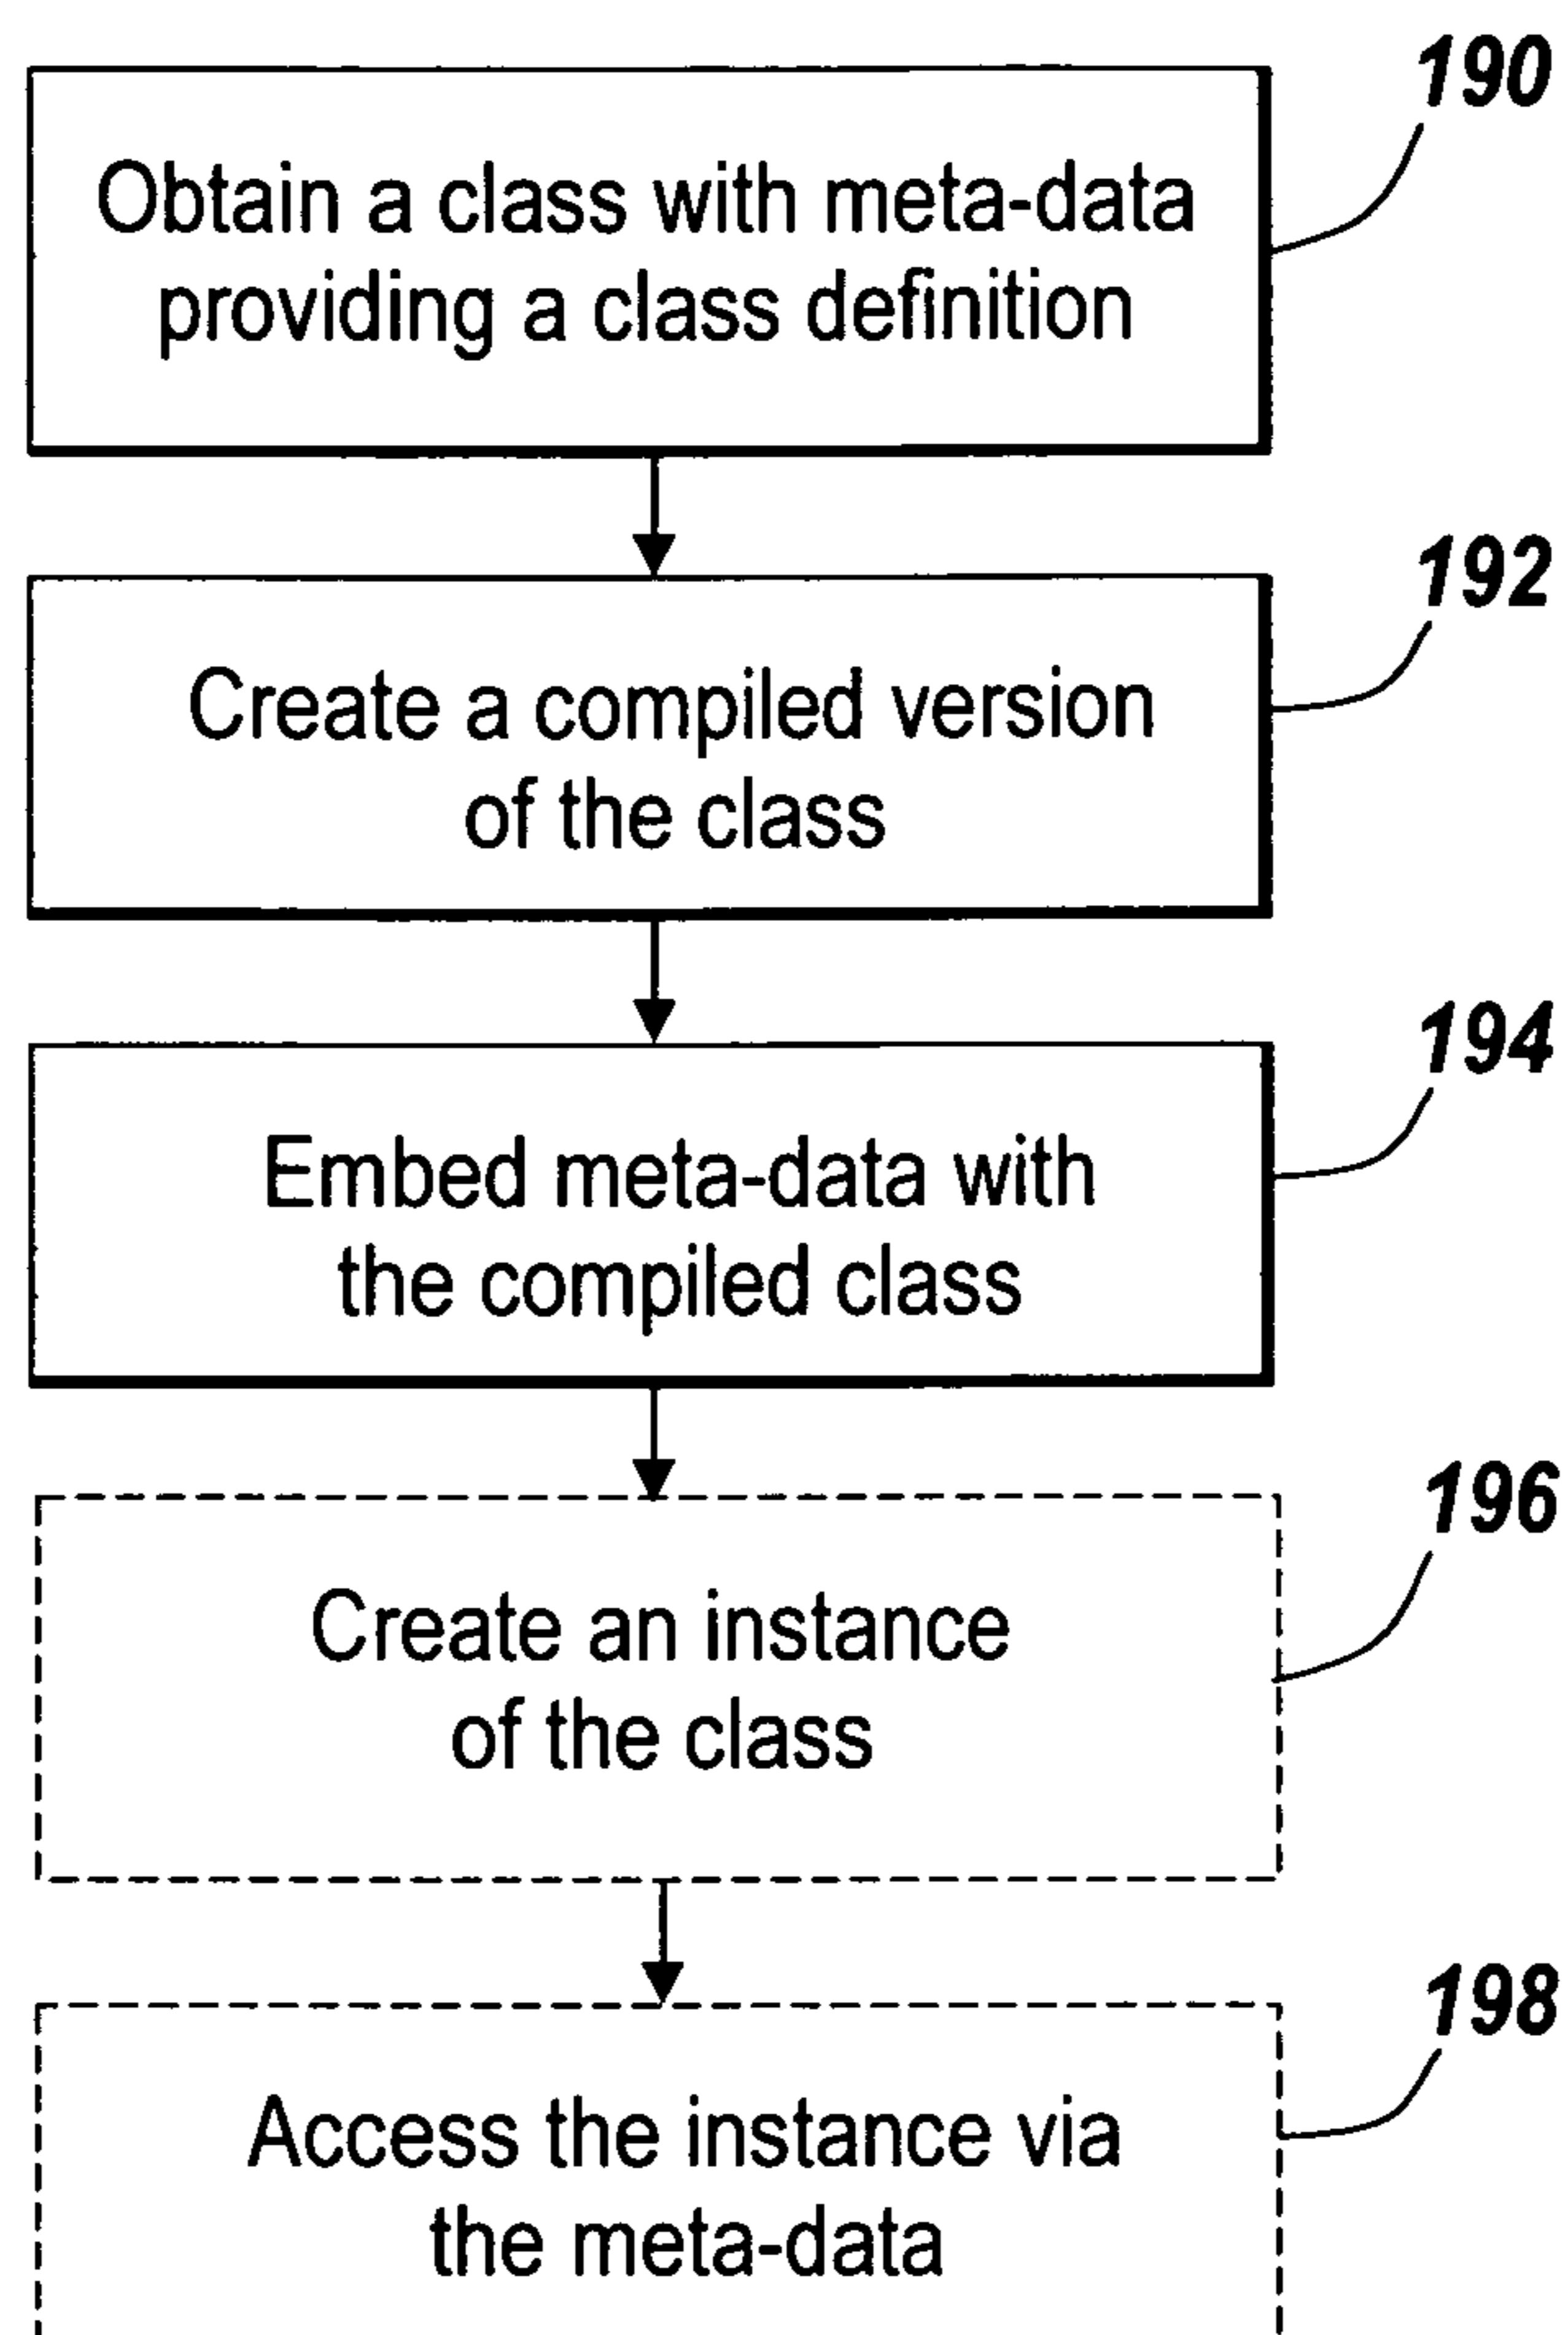 190
Obtain a class with meta-data
providing a class definition
192
Create a compiled version
of the class
194
Embed meta-data with
the compiled class
196
Create an instance
of the class
198
Access the instance via
the meta-data